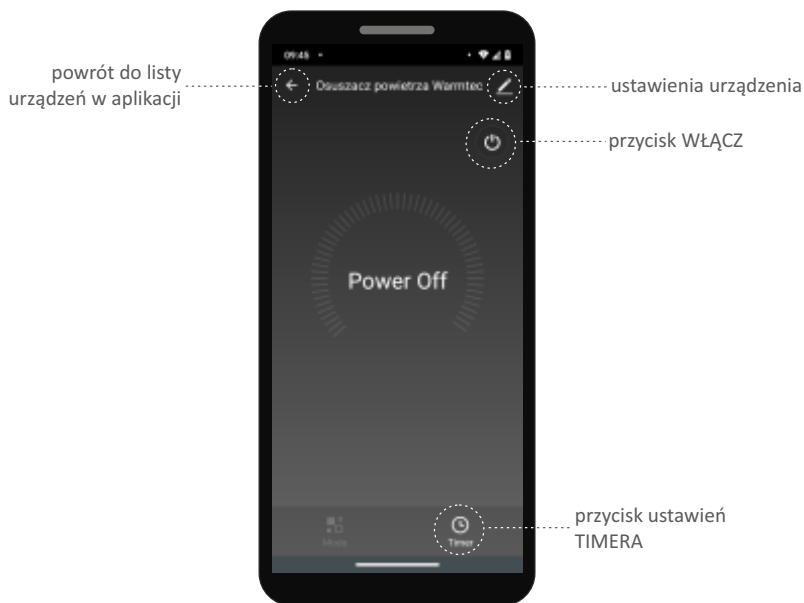 09:45
powrót do listy
urządzeń w aplikacji
Osuszacz powietrza Warmtec
ustawienia urządzenia
przycisk WŁĄCZ
Power Off
Mode
Timer
przycisk ustawień
TIMERA